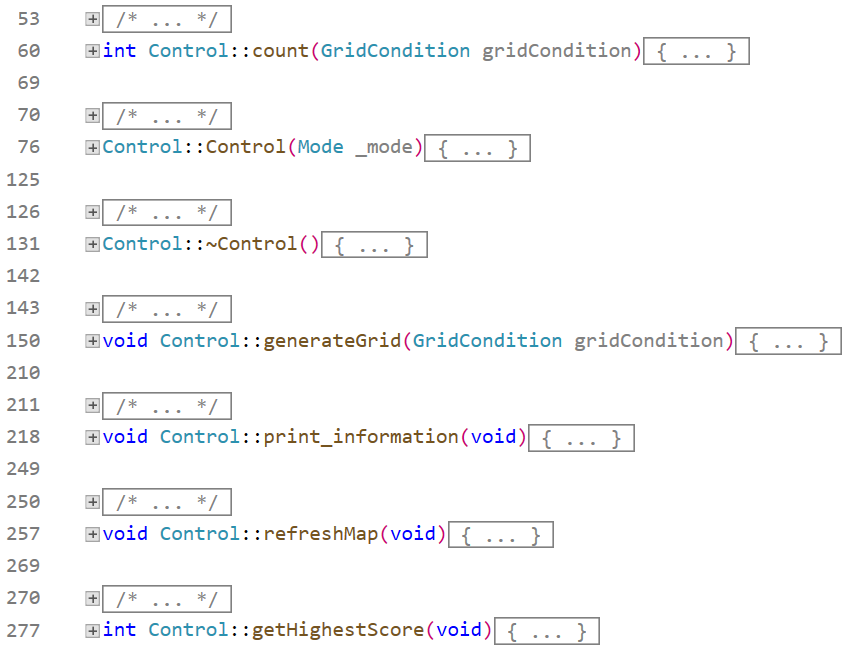 53 /* ... */
60 int Control::count(GridCondition gridCondition) { ... }
69
70 /* ... */
76 Control::Control(Mode _mode) { ... }
125
126 /* ... */
131 Control::~Control() { ... }
142
143 /* ... */
150 void Control::generateGrid(GridCondition gridCondition) { ... }
210
211 /* ... */
218 void Control::print_information(void) { ... }
249
250 /* ... */
257 void Control::refreshMap(void) { ... }
269
270 /* ... */
277 int Control::getHighestScore(void) { ... }